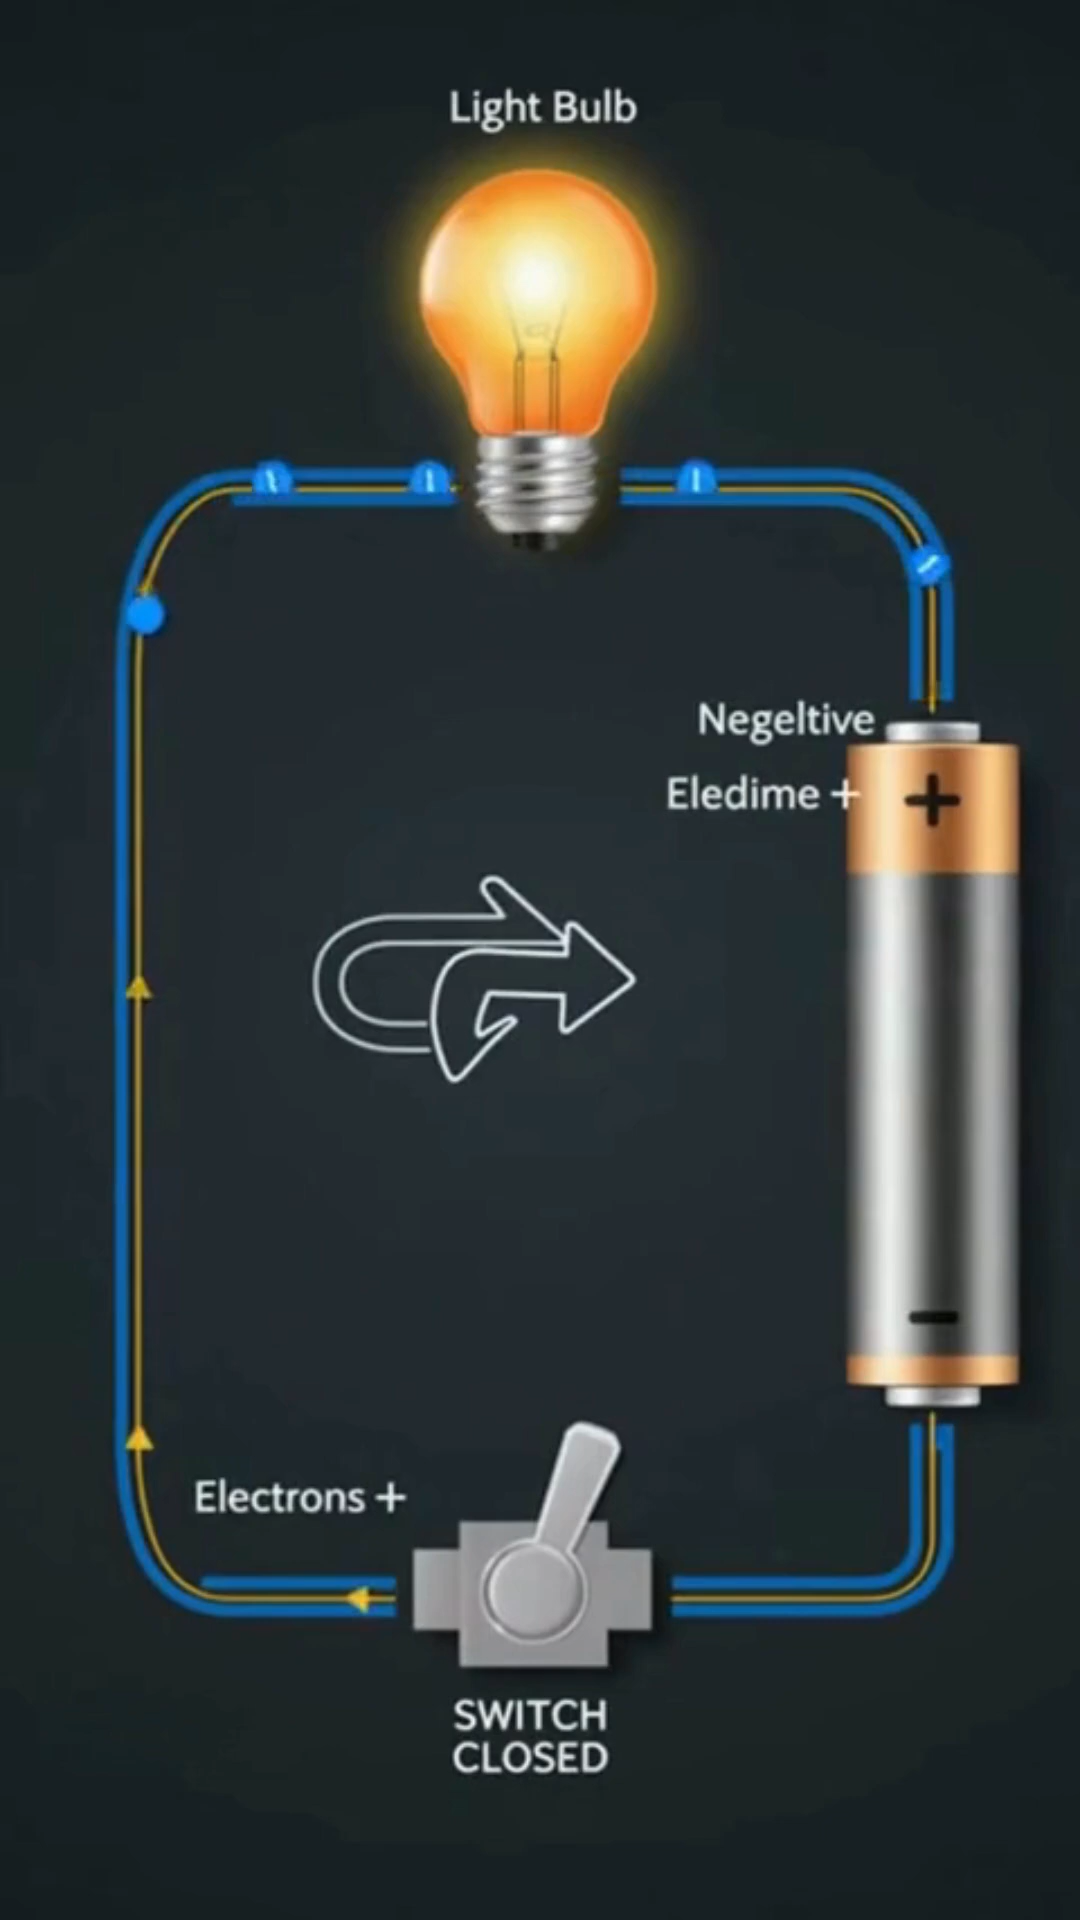 Light Bulb
Negeltive
Eledime +
+
−
Electrons +
SWITCH
CLOSED